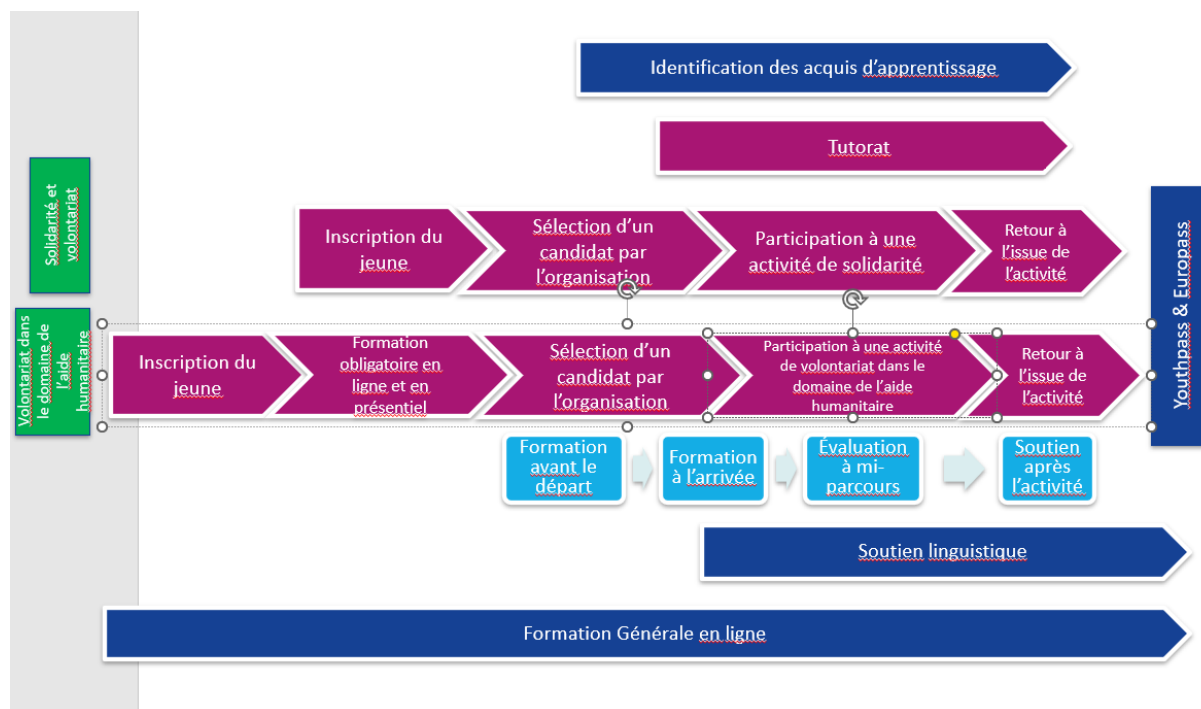 Identification des acquis d'apprentissage
Tutorat
Solidarité et
volontariat
Inscription du
jeune
Sélection d'un
candidat par
l'organisation
Participation à une
activité de solidarité
Retour à
l'issue de
l'activité
Youthpass & Europass
Volontariat dans
le domaine de
l'aide
humanitaire
Inscription du
jeune
Formation
obligatoire en
ligne et en
présentiel
Sélection d'un
candidat par
l'organisation
Participation à une activité
de volontariat dans le
domaine de l'aide
humanitaire
Retour à
l'issue de
l'activité
Formation
avant le
départ
Formation
à l'arrivée
Évaluation
à mi-
parcours
Soutien
après
l'activité
Soutien linguistique
Formation Générale en ligne